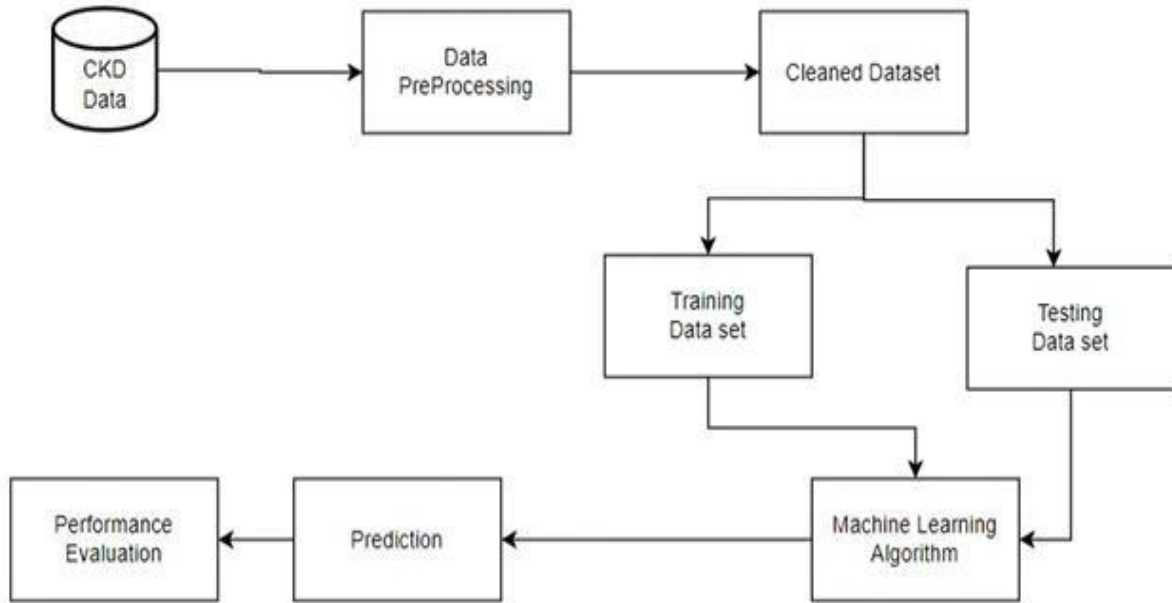 CKD
Data
Data
PreProcessing
Cleaned Dataset
Training
Data set
Testing
Data set
Performance
Evaluation
Prediction
Machine Learning
Algorithm